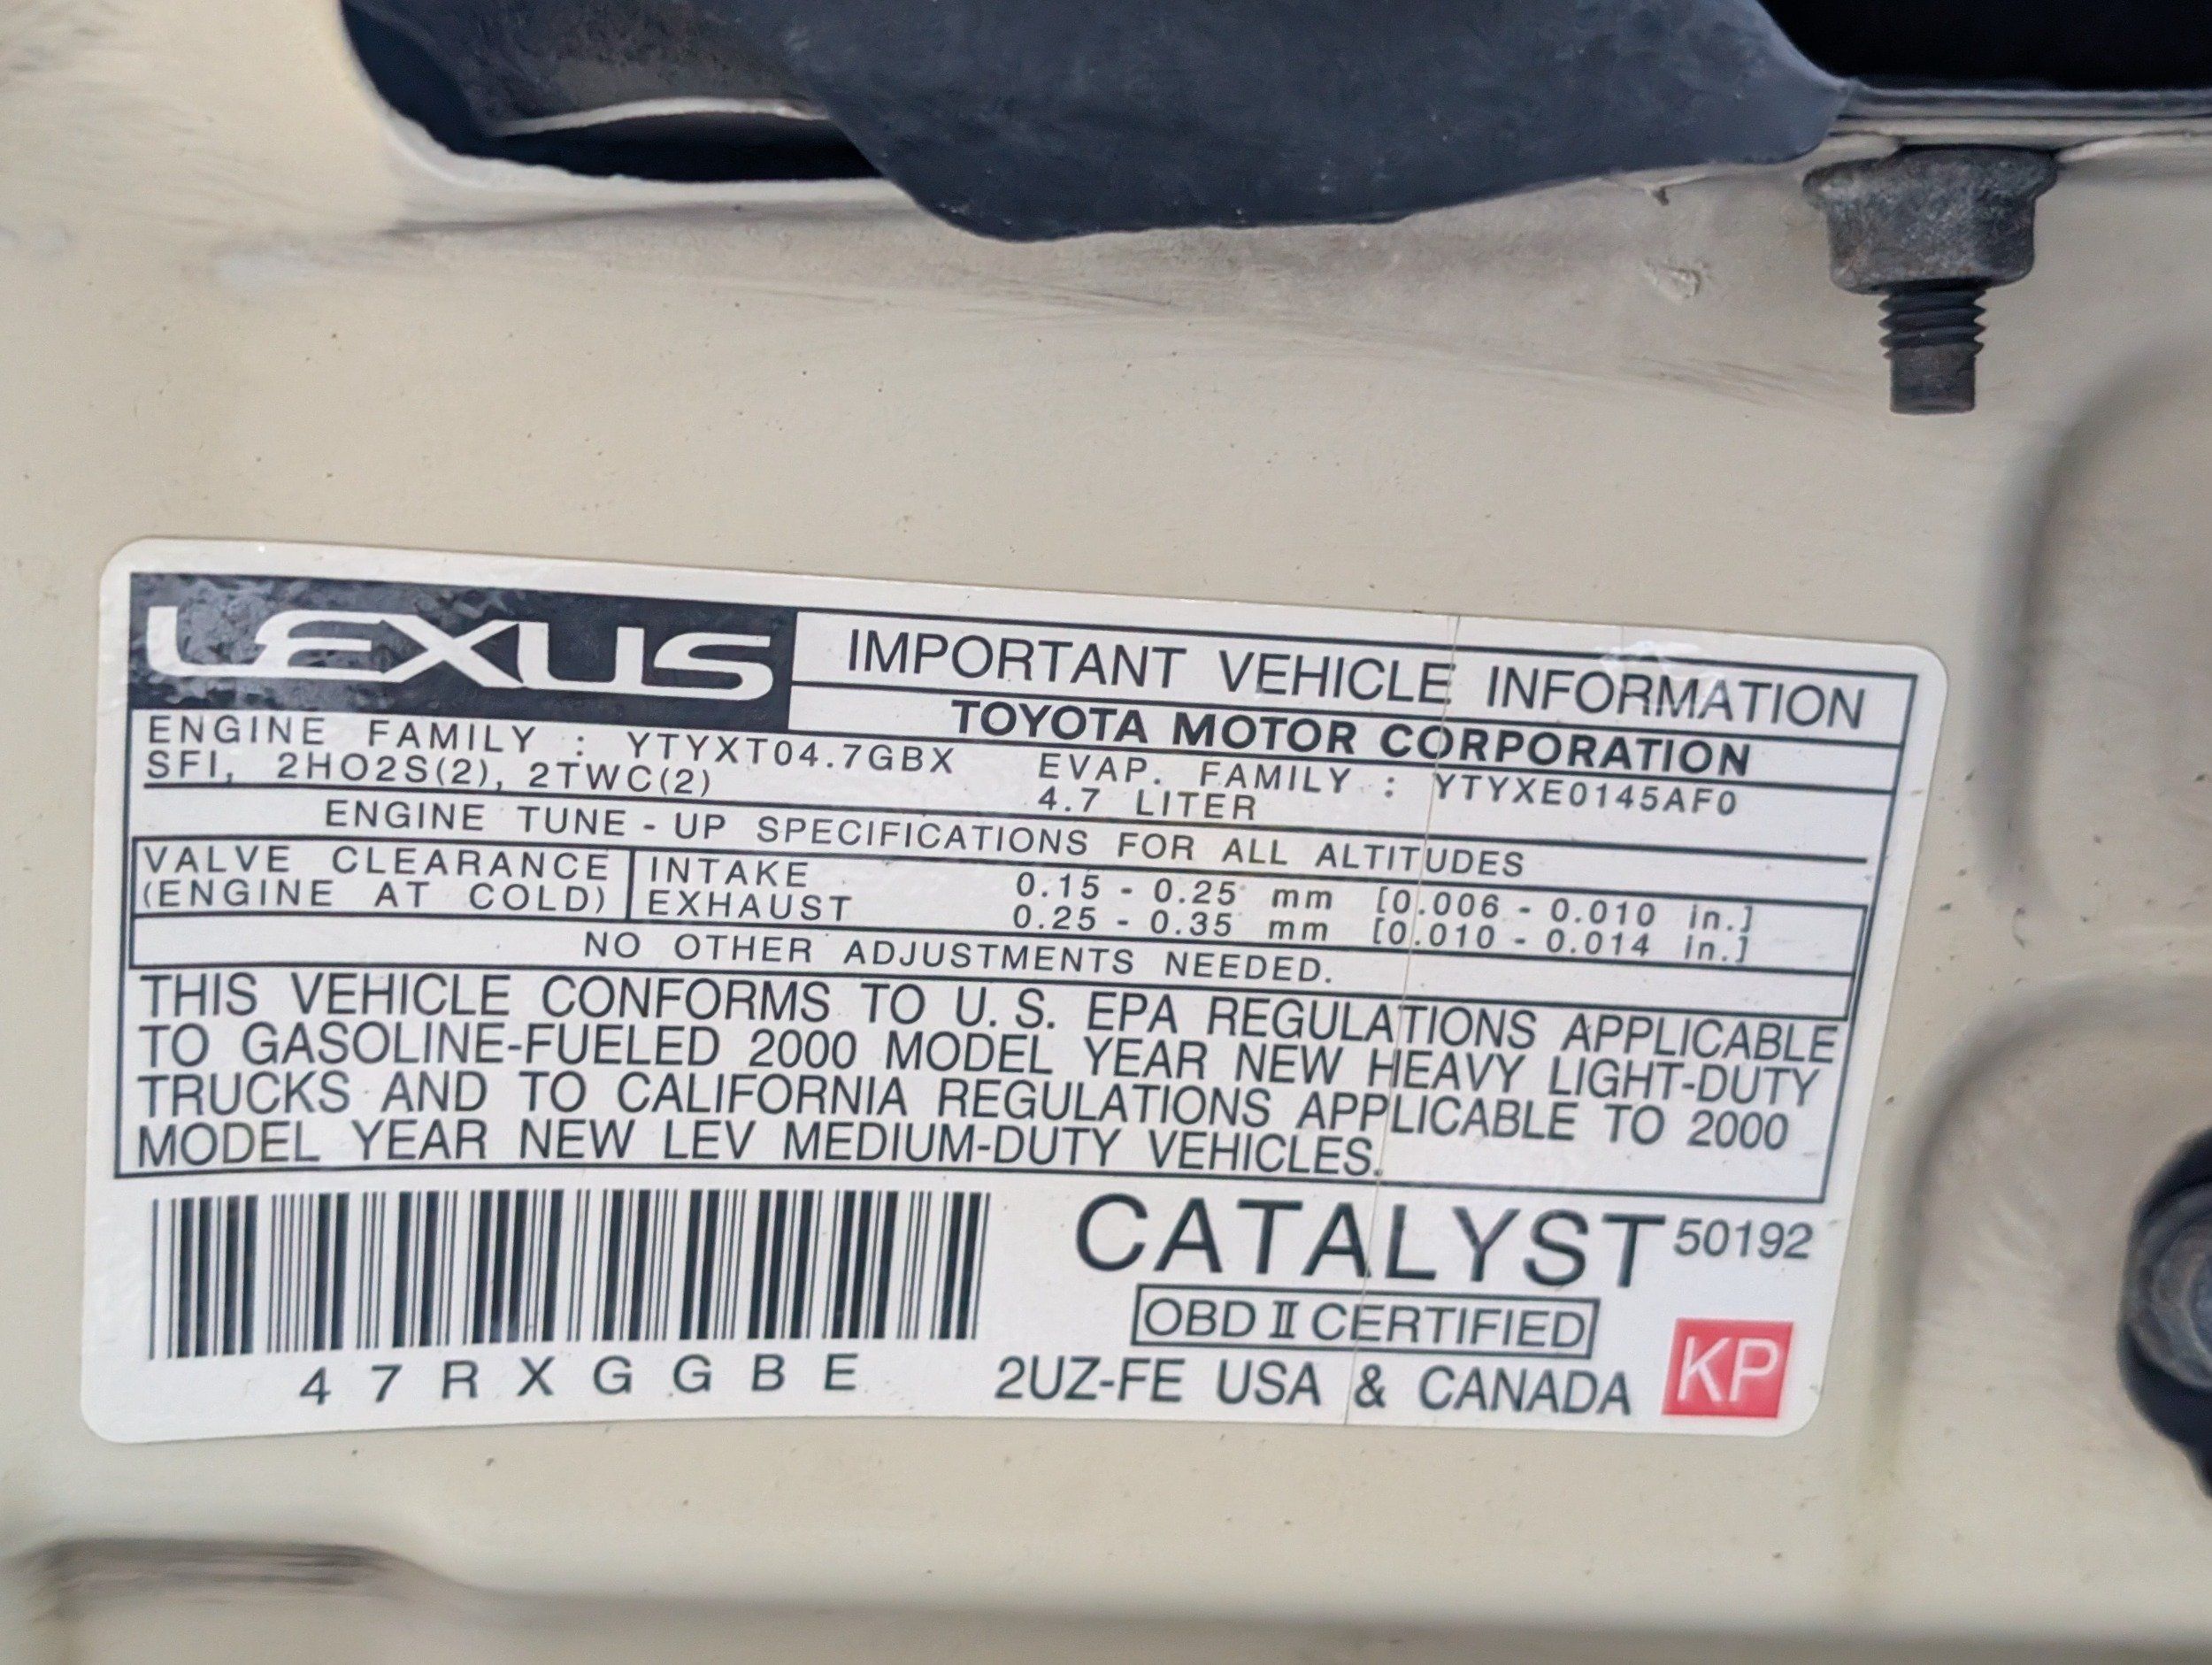 LEXUS
IMPORTANT VEHICLE INFORMATION
TOYOTA MOTOR CORPORATION
ENGINE FAMILY : YTYXT04.7GBX EVAP. FAMILY : YTYXE0145AF0
SFI, 2HO2S(2), 2TWC(2) 4.7 LITER
ENGINE TUNE - UP SPECIFICATIONS FOR ALL ALTITUDES
VALVE CLEARANCE INTAKE 0.15 - 0.25 mm [0.006 - 0.010 in.]
(ENGINE AT COLD) EXHAUST 0.25 - 0.35 mm [0.010 - 0.014 in.]
NO OTHER ADJUSTMENTS NEEDED.
THIS VEHICLE CONFORMS TO U.S. EPA REGULATIONS APPLICABLE
TO GASOLINE-FUELED 2000 MODEL YEAR NEW HEAVY LIGHT-DUTY
TRUCKS AND TO CALIFORNIA REGULATIONS APPLICABLE TO 2000
MODEL YEAR NEW LEV MEDIUM-DUTY VEHICLES.
CATALYST 50192
OBD II CERTIFIED
47RXGGBE 2UZ-FE USA & CANADA KP